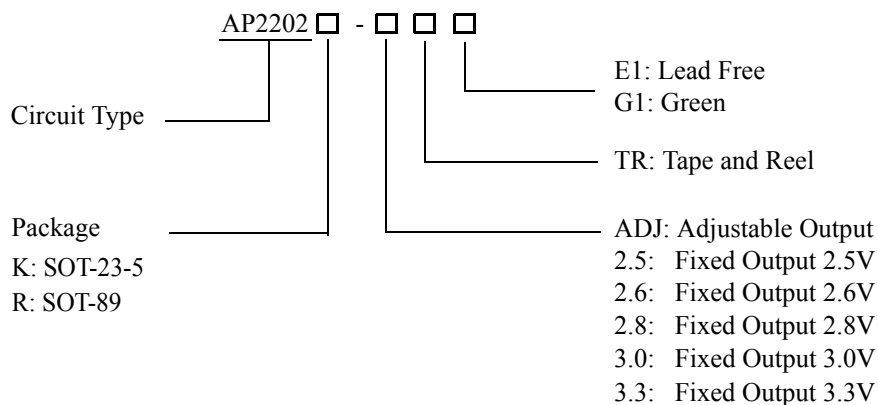 AP2202 -
Circuit Type
Package
K: SOT-23-5
R: SOT-89
E1: Lead Free
G1: Green
TR: Tape and Reel
ADJ: Adjustable Output
2.5: Fixed Output 2.5V
2.6: Fixed Output 2.6V
2.8: Fixed Output 2.8V
3.0: Fixed Output 3.0V
3.3: Fixed Output 3.3V